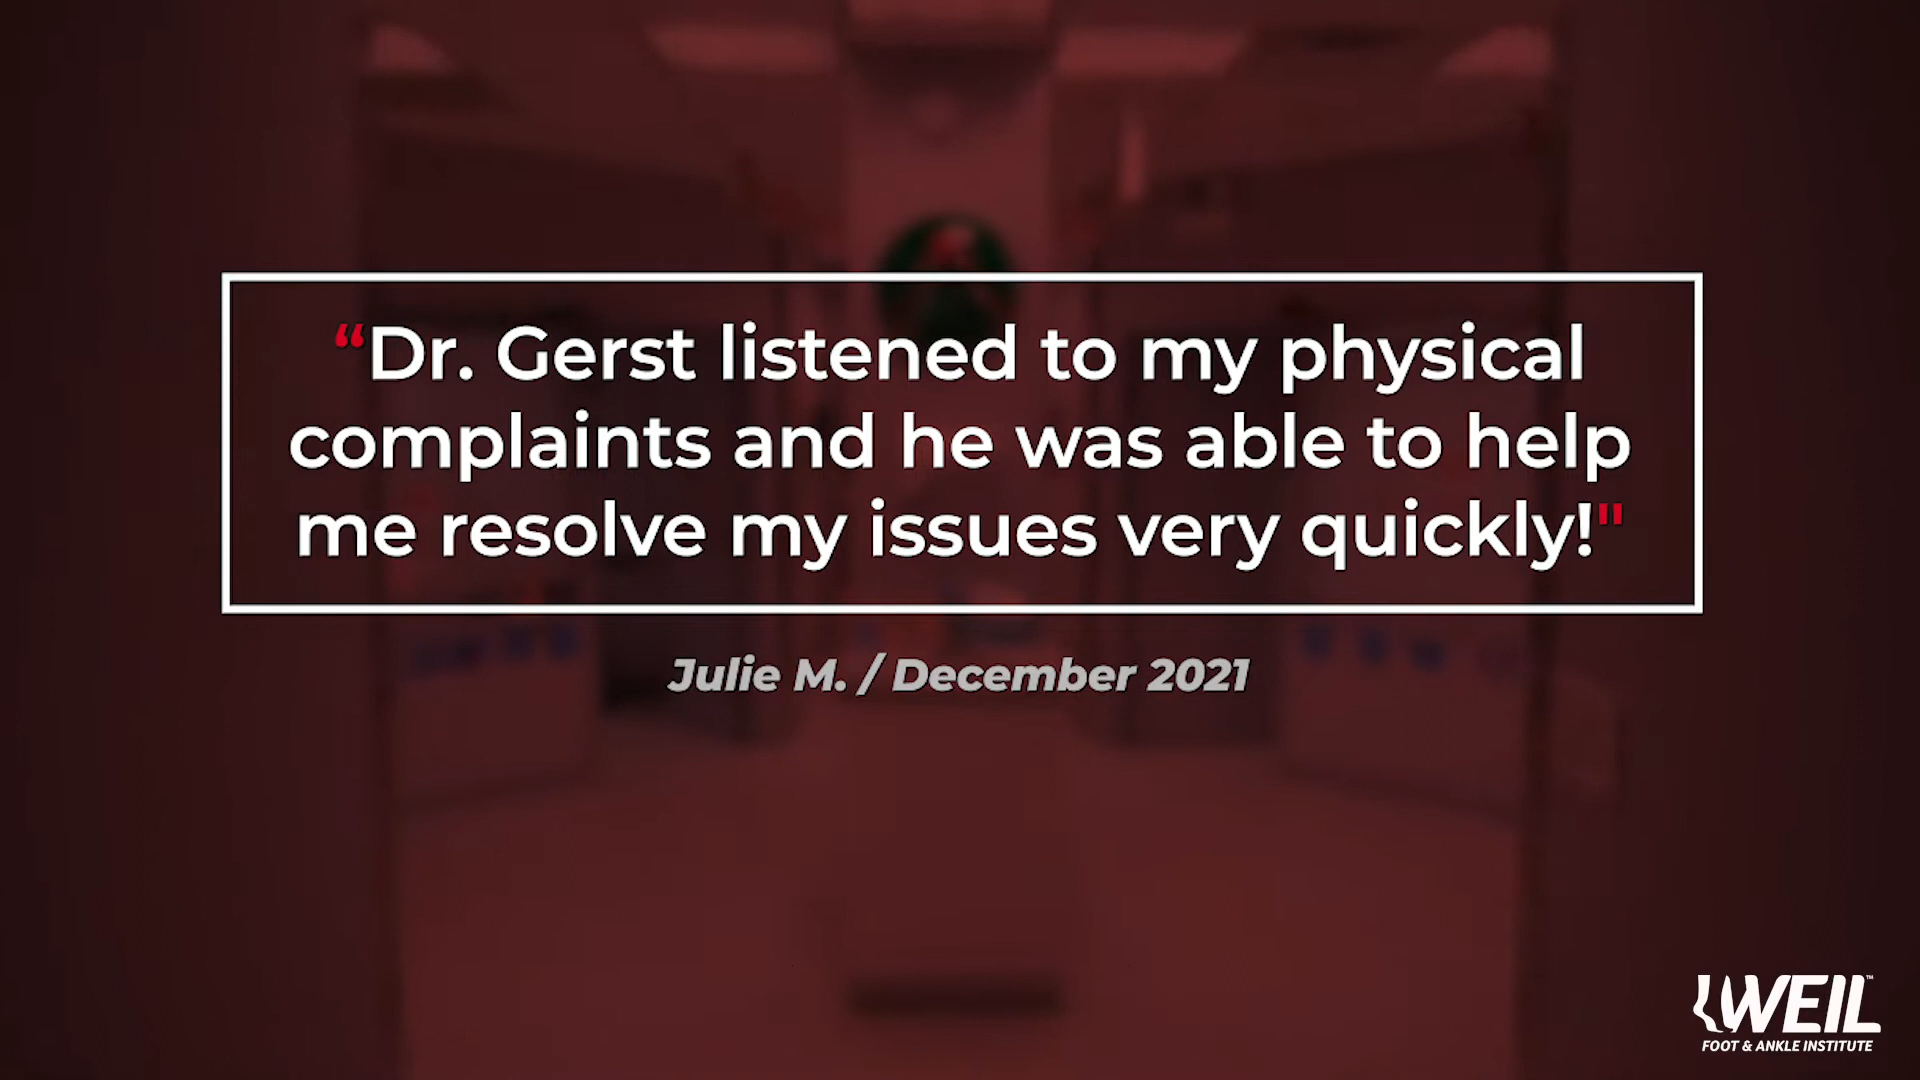 “Dr. Gerst listened to my physical
complaints and he was able to help
me resolve my issues very quickly!"
Julie M. / December 2021
WEIL™
FOOT & ANKLE INSTITUTE